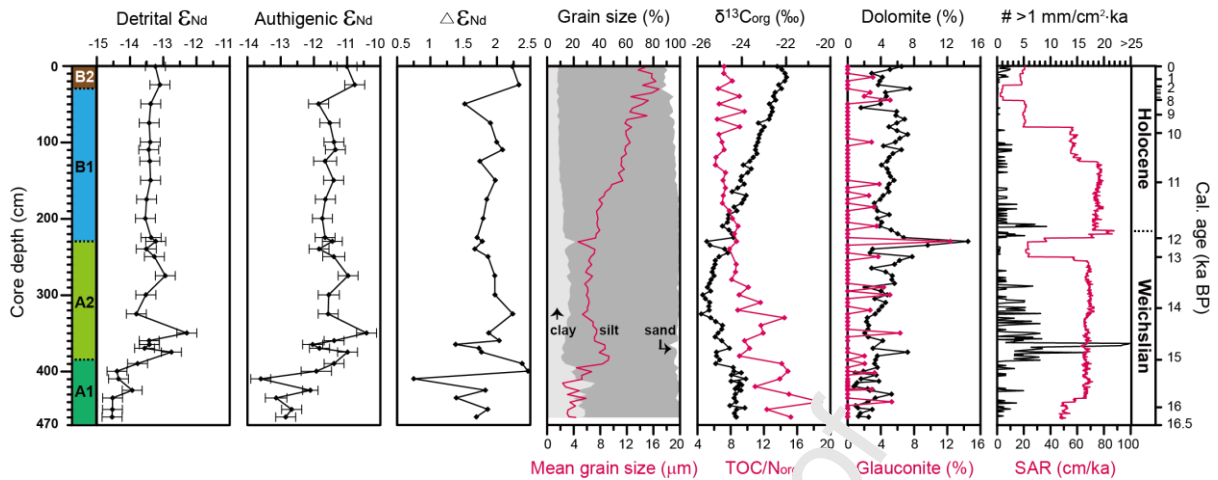 Detrital εNd
Authigenic εNd
△ εNd
Grain size (%)
δ¹³Corg (‰)
Dolomite (%)
# >1 mm/cm²·ka
-15 -14 -13 -12 -11
-14 -13 -12 -11 -10
0.5 1 1.5 2 2.5
0 20 40 60 80 100
-26 -24 -22 -20
0 4 8 12 16
0 5 10 15 20 >25
Core depth (cm)
0
100
200
300
400
470
B2
B1
A2
A1
clay
silt
sand
Holocene
Weichselian
0
1
2
8
9
10
11
12
13
14
15
16
16.5
Cal. age (ka BP)
0 4 8 12 16 20
4 8 12 16 20
0 4 8 12 16
0 20 40 60 80 100
Mean grain size (μm)
TOC/Norg
Glauconite (%)
SAR (cm/ka)